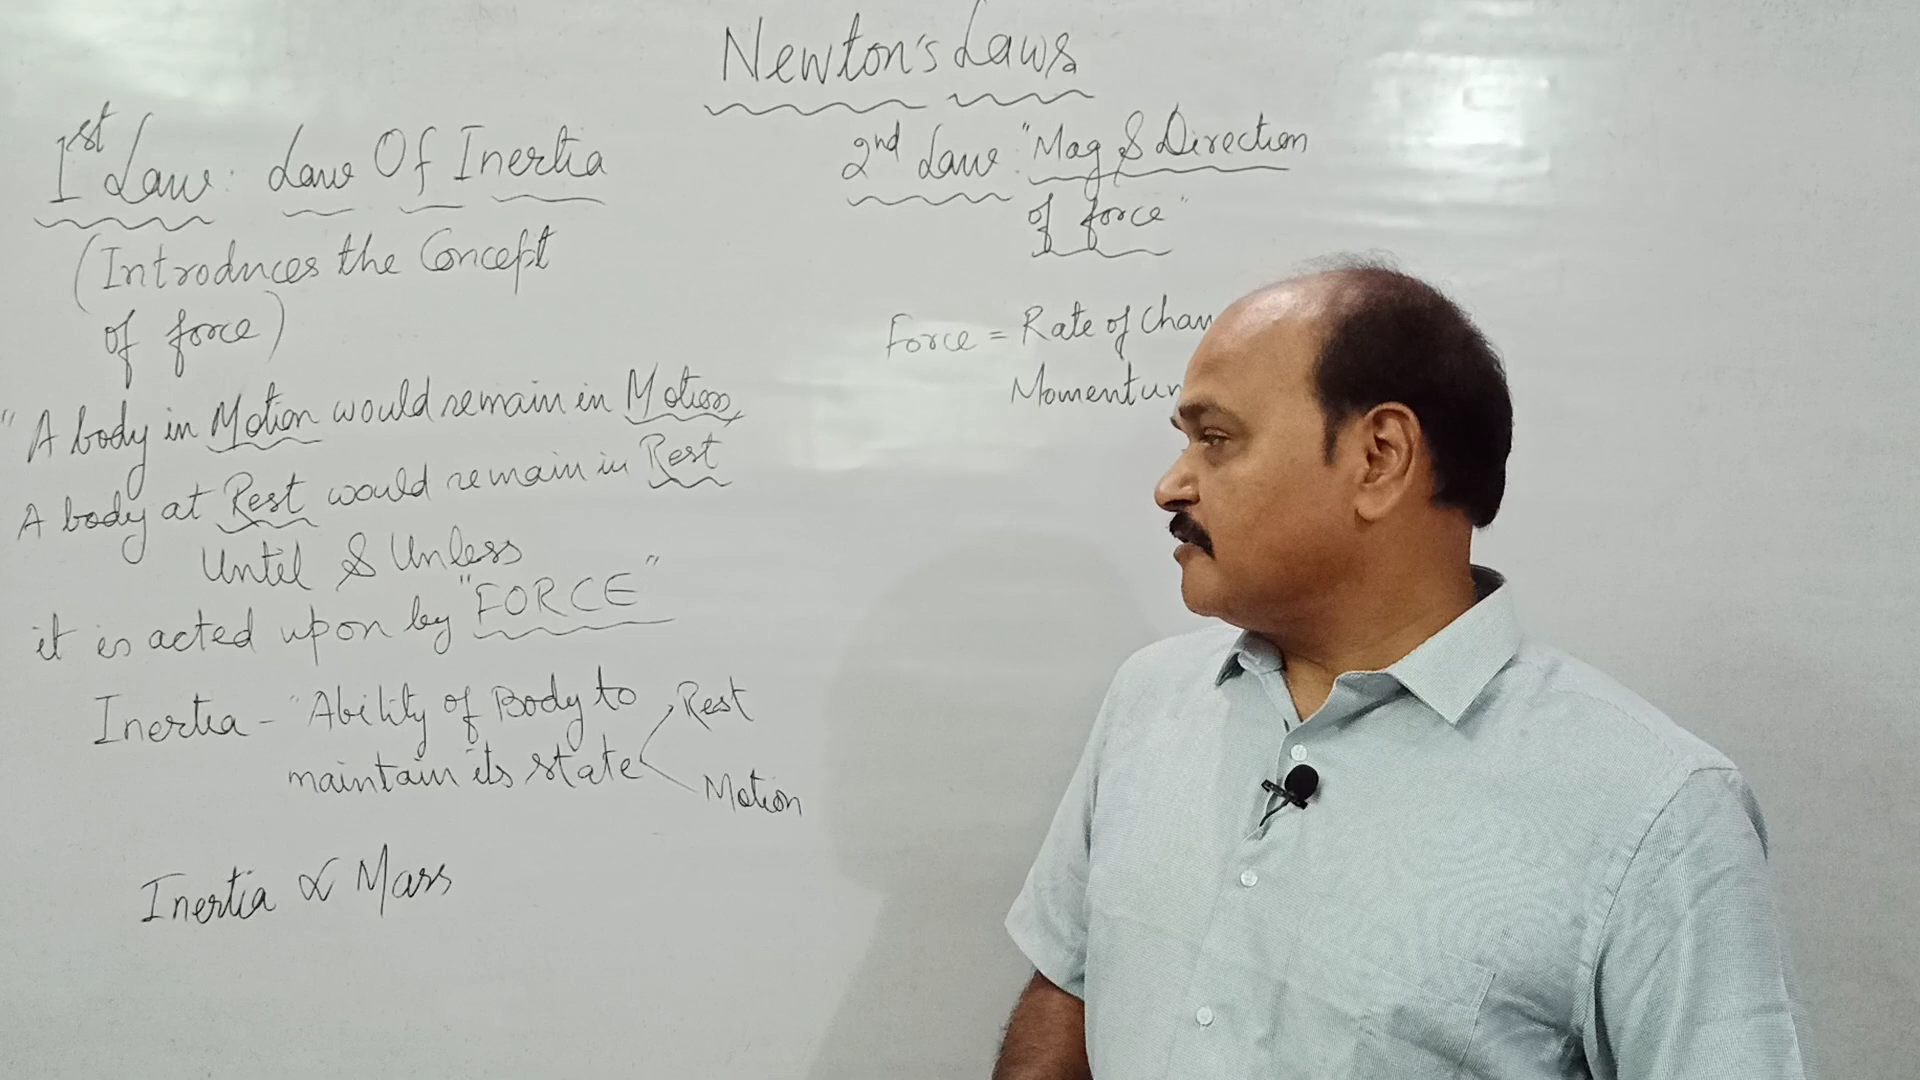 Newton's Laws
1st Law: Law Of Inertia
(Introduces the Concept
of force)
"A body in Motion would remain in Motion,
A body at Rest would remain in Rest
Until & Unless
it is acted upon by "FORCE"
Inertia - "Ability of Body to
maintain its state
Rest
Motion
Inertia ∝ Mass
2nd Law: "Mag & Direction
of force"
Force = Rate of